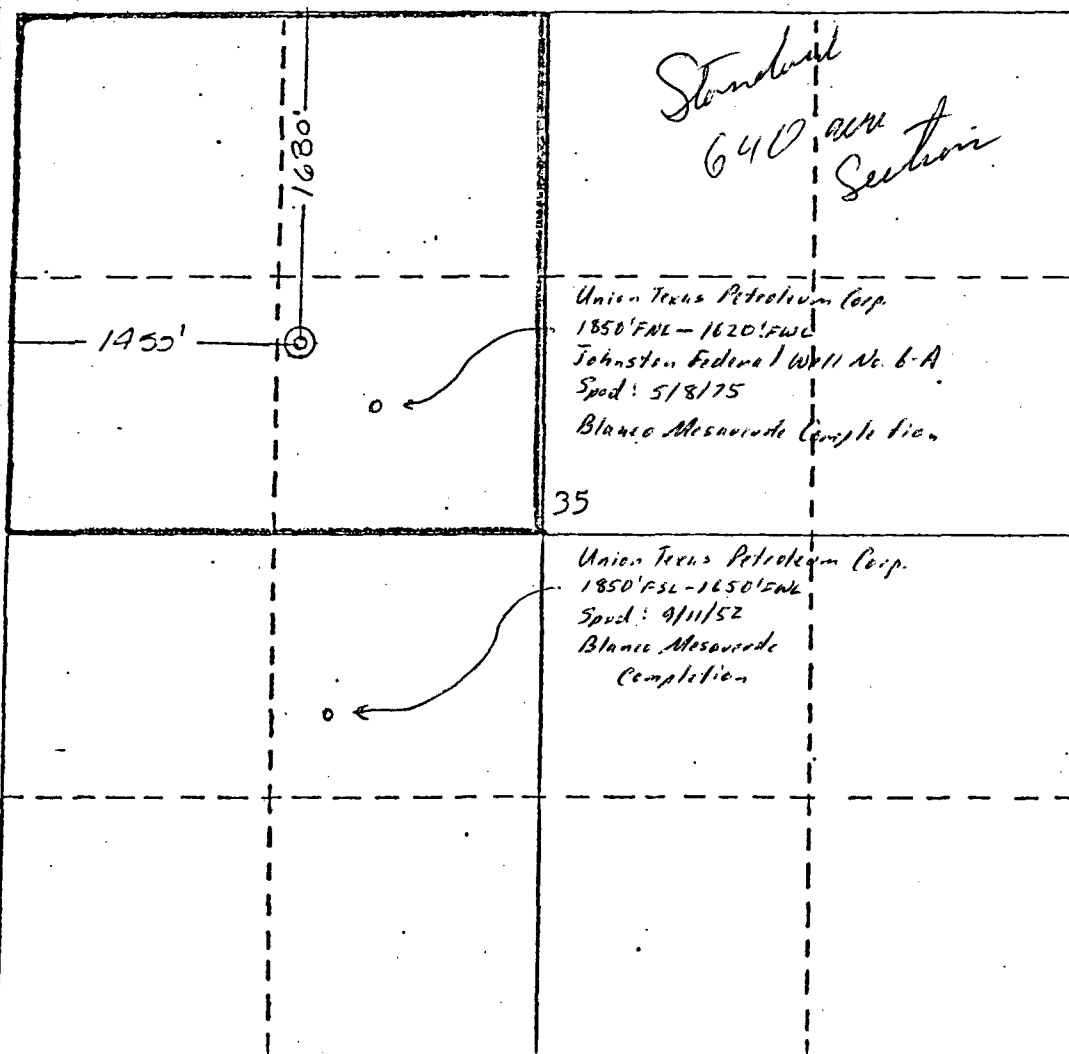 Standard
640 acre
Section
1680'
1450'
Union Texas Petroleum Corp.
1850' FNL - 1620' FWL
Johnston Federal Well No. 6-A
Spud: 5/8/75
Blanco Mesaverde Completion
35
Union Texas Petroleum Corp.
1850' FSL - 1650' FWL
Spud: 9/11/52
Blanco Mesaverde
Completion